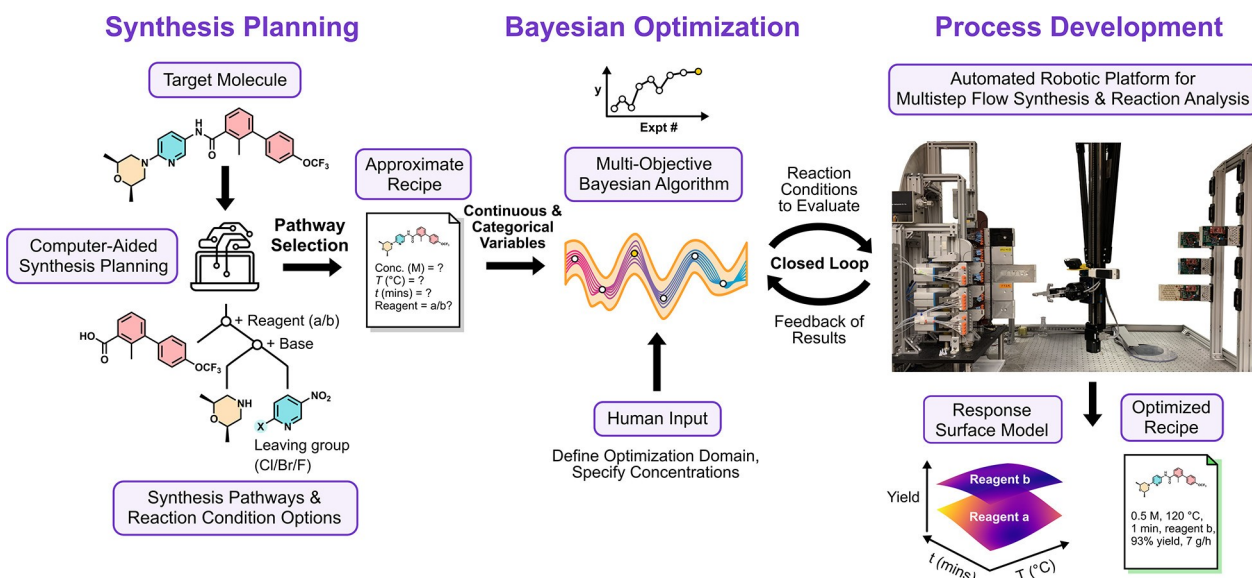 Synthesis Planning
Target Molecule
H
N
O
N
N
O
OCF3
Computer-Aided
Synthesis Planning
Pathway
Selection
+ Reagent (a/b)
+ Base
HO
O
OCF3
NH
O
NO2
X
N
Leaving group
(Cl/Br/F)
Synthesis Pathways &
Reaction Condition Options
Approximate
Recipe
Conc. (M) = ?
T (°C) = ?
t (mins) = ?
Reagent = a/b?
Continuous &
Categorical
Variables
Bayesian Optimization
y
Expt #
Multi-Objective
Bayesian Algorithm
Human Input
Define Optimization Domain,
Specify Concentrations
Reaction
Conditions
to Evaluate
Closed Loop
Feedback of
Results
Process Development
Automated Robotic Platform for
Multistep Flow Synthesis & Reaction Analysis
Response
Surface Model
Yield
Reagent b
Reagent a
t (mins)
T (°C)
Optimized
Recipe
0.5 M, 120 °C,
1 min, reagent b,
93% yield, 7 g/h